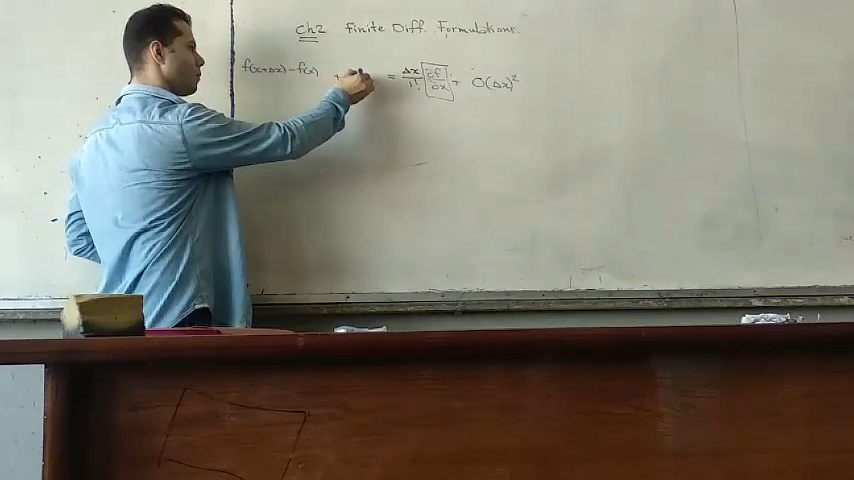 Ch2 Finite Diff. Formulations.
f(x+Δx) - f(x) + = Δx/1! ∂f/∂x + O(Δx)²